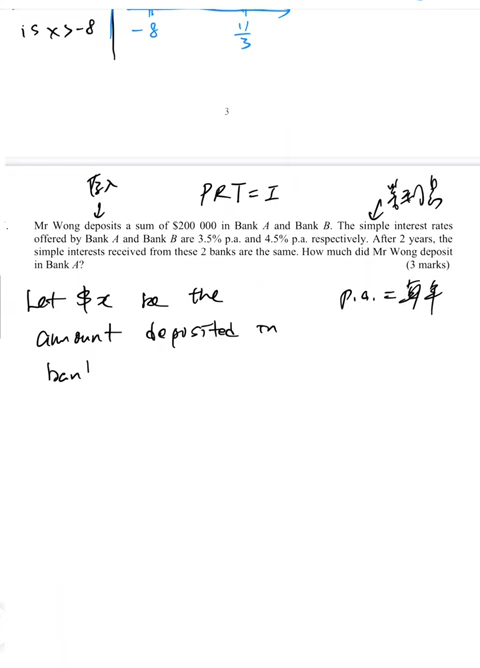 is x>-8
-8
11/3
3
存入
PRT=I
單利息
Mr Wong deposits a sum of $200 000 in Bank A and Bank B. The simple interest rates
offered by Bank A and Bank B are 3.5% p.a. and 4.5% p.a. respectively. After 2 years, the
simple interests received from these 2 banks are the same. How much did Mr Wong deposit
in Bank A? (3 marks)
Let $x be the
p.a. = 每年
amount deposited in
ban